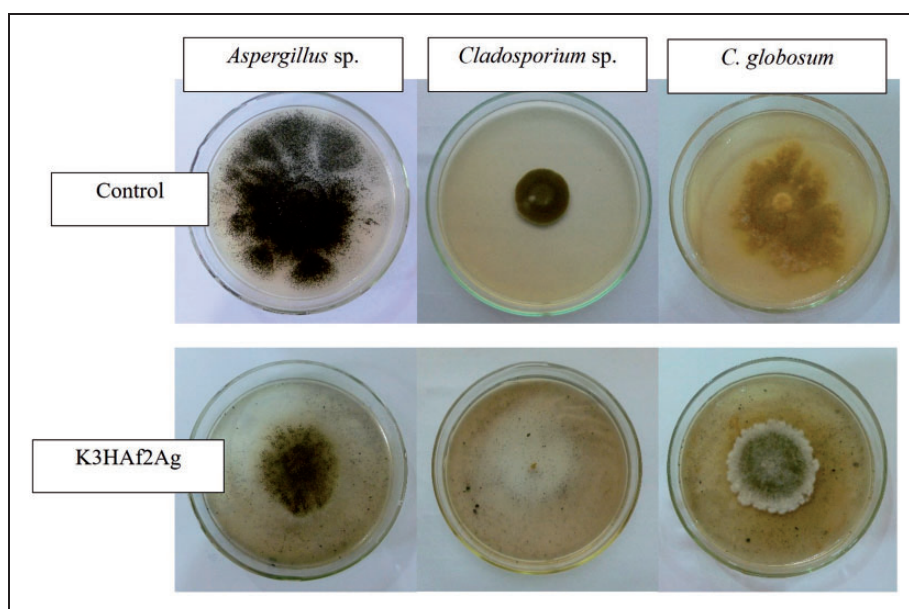 Aspergillus sp.
Cladosporium sp.
C. globosum
Control
K3HAf2Ag